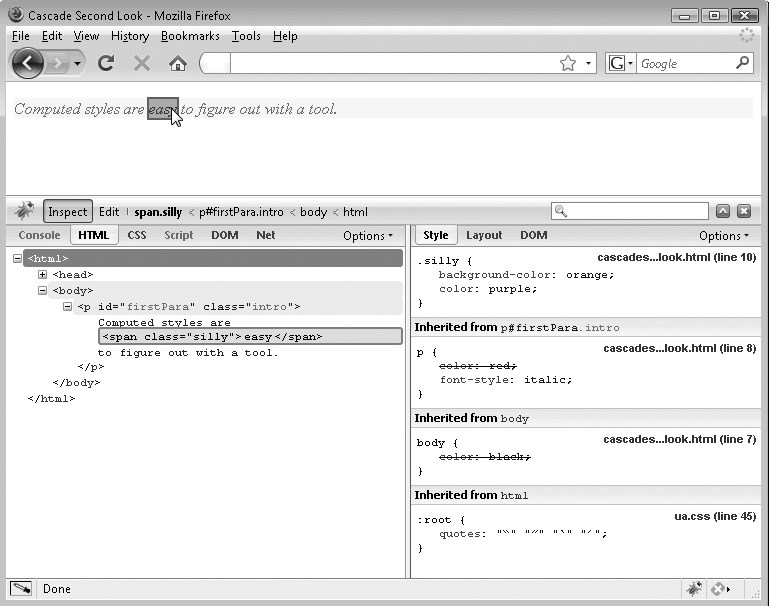 Cascade Second Look - Mozilla Firefox
File Edit View History Bookmarks Tools Help
G Google
Computed styles are easy to figure out with a tool.
Inspect Edit span.silly < p#firstPara.intro < body < html
Console HTML CSS Script DOM Net Options
<html>
<head>
<body>
<p id="firstPara" class="intro">
Computed styles are
<span class="silly">easy</span>
to figure out with a tool.
</p>
</body>
</html>
Style Layout DOM Options
.silly { cascades...look.html (line 10)
background-color: orange;
color: purple;
}
Inherited from p#firstPara.intro
p { cascades...look.html (line 8)
color: red;
font-style: italic;
}
Inherited from body
body { cascades...look.html (line 7)
color: black;
}
Inherited from html
:root { ua.css (line 45)
quotes:
}
Done